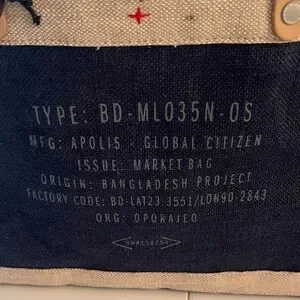 TYPE: BD-ML035N-OS
MFG: APOLIS - GLOBAL CITIZEN
ISSUE: MARKET BAG
ORIGIN: BANGLADESH PROJECT
FACTORY CODE: BD-LAT23.3551/LON90-2843
ORG: OPORAJEO